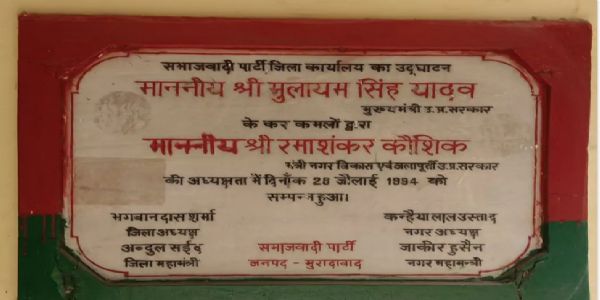 समाजवादी पार्टी जिला कार्यालय का उद्घाटन
माननीय श्री मुलायम सिंह यादव
मुख्यमंत्री उ.प्र.सरकार
के कर कमलों द्वारा
माननीय श्री रमाशंकर कौशिक
मंत्री नगर विकास एवं जलापूर्ती उ.प्र.सरकार
की अध्यक्षता में दिनाँक 28 जौलाई 1994 को
सम्पन्न हुआ।
भगवानदास शर्मा
जिला अध्यक्ष
अब्दुल सईद
जिला महामंत्री
समाजवादी पार्टी
जनपद - मुरादाबाद
कन्हैयालाल उस्ताद
नगर अध्यक्ष
जाकीर हुसैन
नगर महामन्त्री